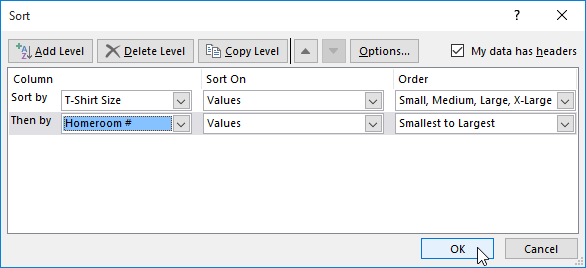 Sort
?
Add Level Delete Level Copy Level Options... My data has headers
Column Sort On Order
Sort by T-Shirt Size Values Small, Medium, Large, X-Large
Then by Homeroom # Values Smallest to Largest
OK Cancel